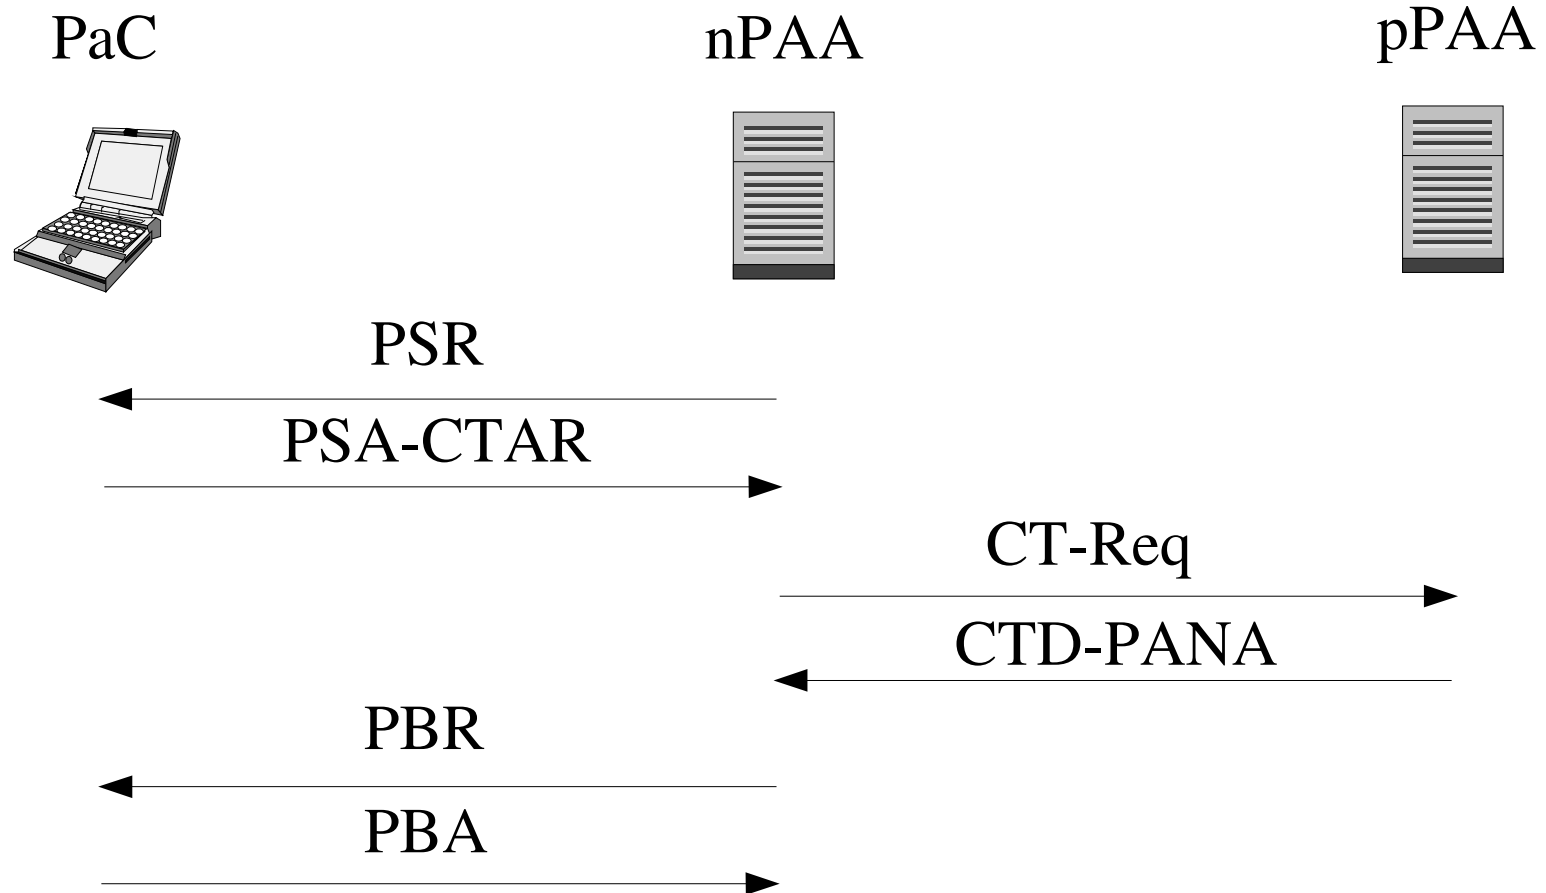 PaC
nPAA
pPAA
PSR
PSA-CTAR
CT-Req
CTD-PANA
PBR
PBA